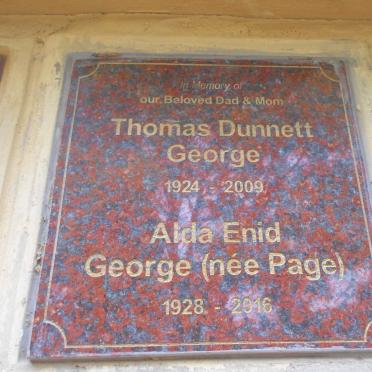 In Memory of
our Beloved Dad & Mom
Thomas Dunnett
George
1924 - 2009
Alda Enid
George (née Page)
1928 - 2016